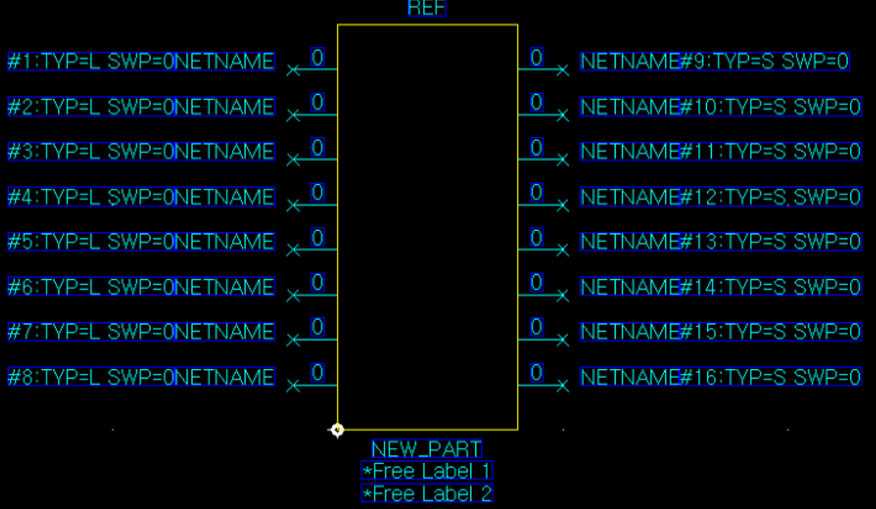 REF
#1:TYP=L SWP=0NETNAME 0 0 NETNAME#9:TYP=S SWP=0
#2:TYP=L SWP=0NETNAME 0 0 NETNAME#10:TYP=S SWP=0
#3:TYP=L SWP=0NETNAME 0 0 NETNAME#11:TYP=S SWP=0
#4:TYP=L SWP=0NETNAME 0 0 NETNAME#12:TYP=S SWP=0
#5:TYP=L SWP=0NETNAME 0 0 NETNAME#13:TYP=S SWP=0
#6:TYP=L SWP=0NETNAME 0 0 NETNAME#14:TYP=S SWP=0
#7:TYP=L SWP=0NETNAME 0 0 NETNAME#15:TYP=S SWP=0
#8:TYP=L SWP=0NETNAME 0 0 NETNAME#16:TYP=S SWP=0
NEW_PART
*Free Label 1
*Free Label 2